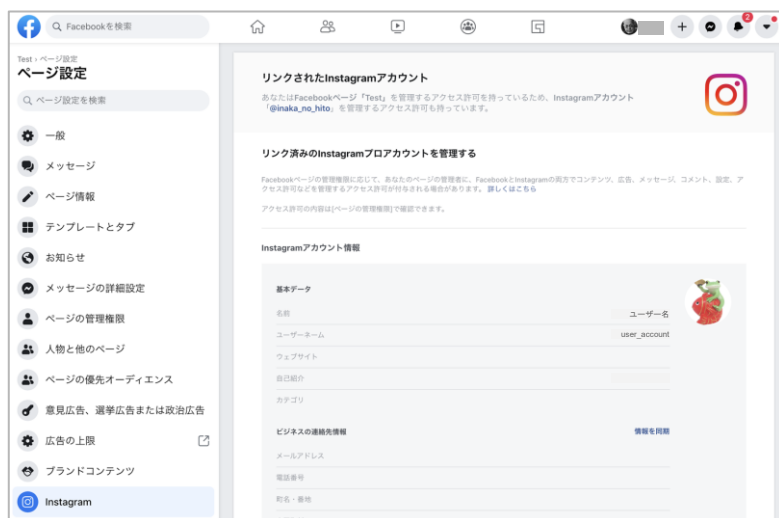 Facebookを検索
2
Test › ページ設定
ページ設定
ページ設定を検索
一般
メッセージ
ページ情報
テンプレートとタブ
お知らせ
メッセージの詳細設定
ページの管理権限
人物と他のページ
ページの優先オーディエンス
意見広告、選挙広告または政治広告
広告の上限
ブランドコンテンツ
Instagram
リンクされたInstagramアカウント
あなたはFacebookページ「Test」を管理するアクセス許可を持っているため、Instagramアカウント
「@inaka_no_hito」を管理するアクセス許可も持っています。
リンク済みのInstagramプロアカウントを管理する
Facebookページの管理権限に応じて、あなたのページの管理者に、FacebookとInstagramの両方でコンテンツ、広告、メッセージ、コメント、設定、ア
クセス許可などを管理するアクセス許可が付与される場合があります。詳しくはこちら
アクセス許可の内容は[ページの管理権限]で確認できます。
Instagramアカウント情報
基本データ
名前 ユーザー名
ユーザーネーム user_account
ウェブサイト
自己紹介
カテゴリ
ビジネスの連絡先情報 情報を同期
メールアドレス
電話番号
町名・番地